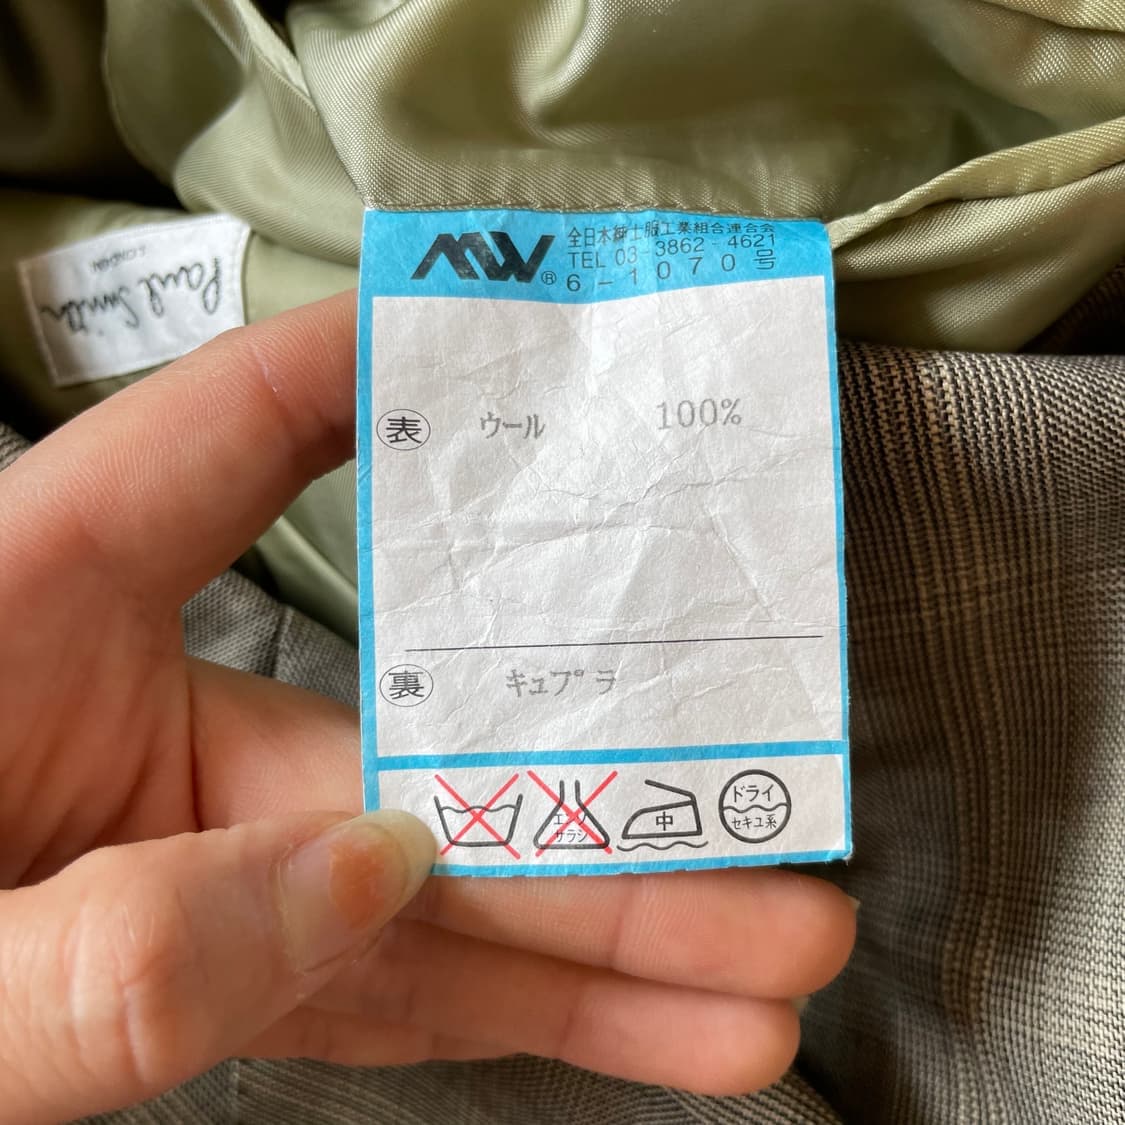 MW®
全日本紳士服工業組合連合会
TEL 03-3862-4621
6-1070号
表 ウール 100%
裏 キュプラ
エンソ
サラシ
中
ドライ
セキユ系
Paul Smith
LONDON